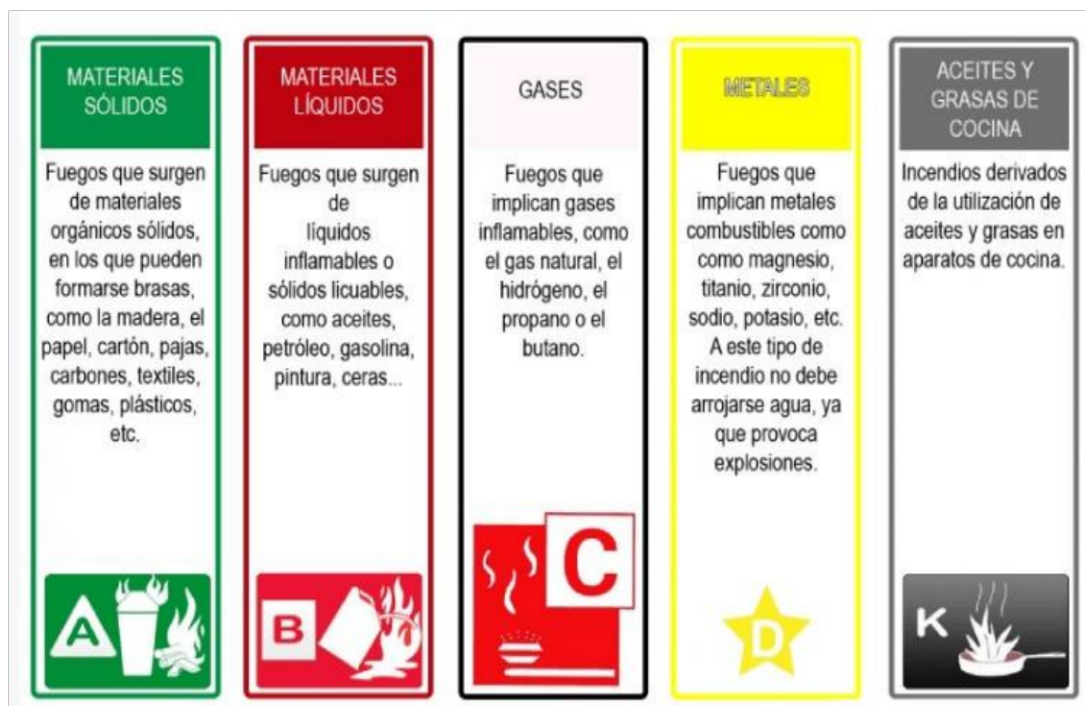 MATERIALES
SÓLIDOS
Fuegos que surgen
de materiales
orgánicos sólidos,
en los que pueden
formarse brasas,
como la madera, el
papel, cartón, pajas,
carbones, textiles,
gomas, plásticos,
etc.
A
MATERIALES
LÍQUIDOS
Fuegos que surgen
de
líquidos
inflamables o
sólidos licuables,
como aceites,
petróleo, gasolina,
pintura, ceras...
B
GASES
Fuegos que
implican gases
inflamables, como
el gas natural, el
hidrógeno, el
propano o el
butano.
C
METALES
Fuegos que
implican metales
combustibles como
como magnesio,
titanio, zirconio,
sodio, potasio, etc.
A este tipo de
incendio no debe
arrojarse agua, ya
que provoca
explosiones.
D
ACEITES Y
GRASAS DE
COCINA
Incendios derivados
de la utilización de
aceites y grasas en
aparatos de cocina.
K